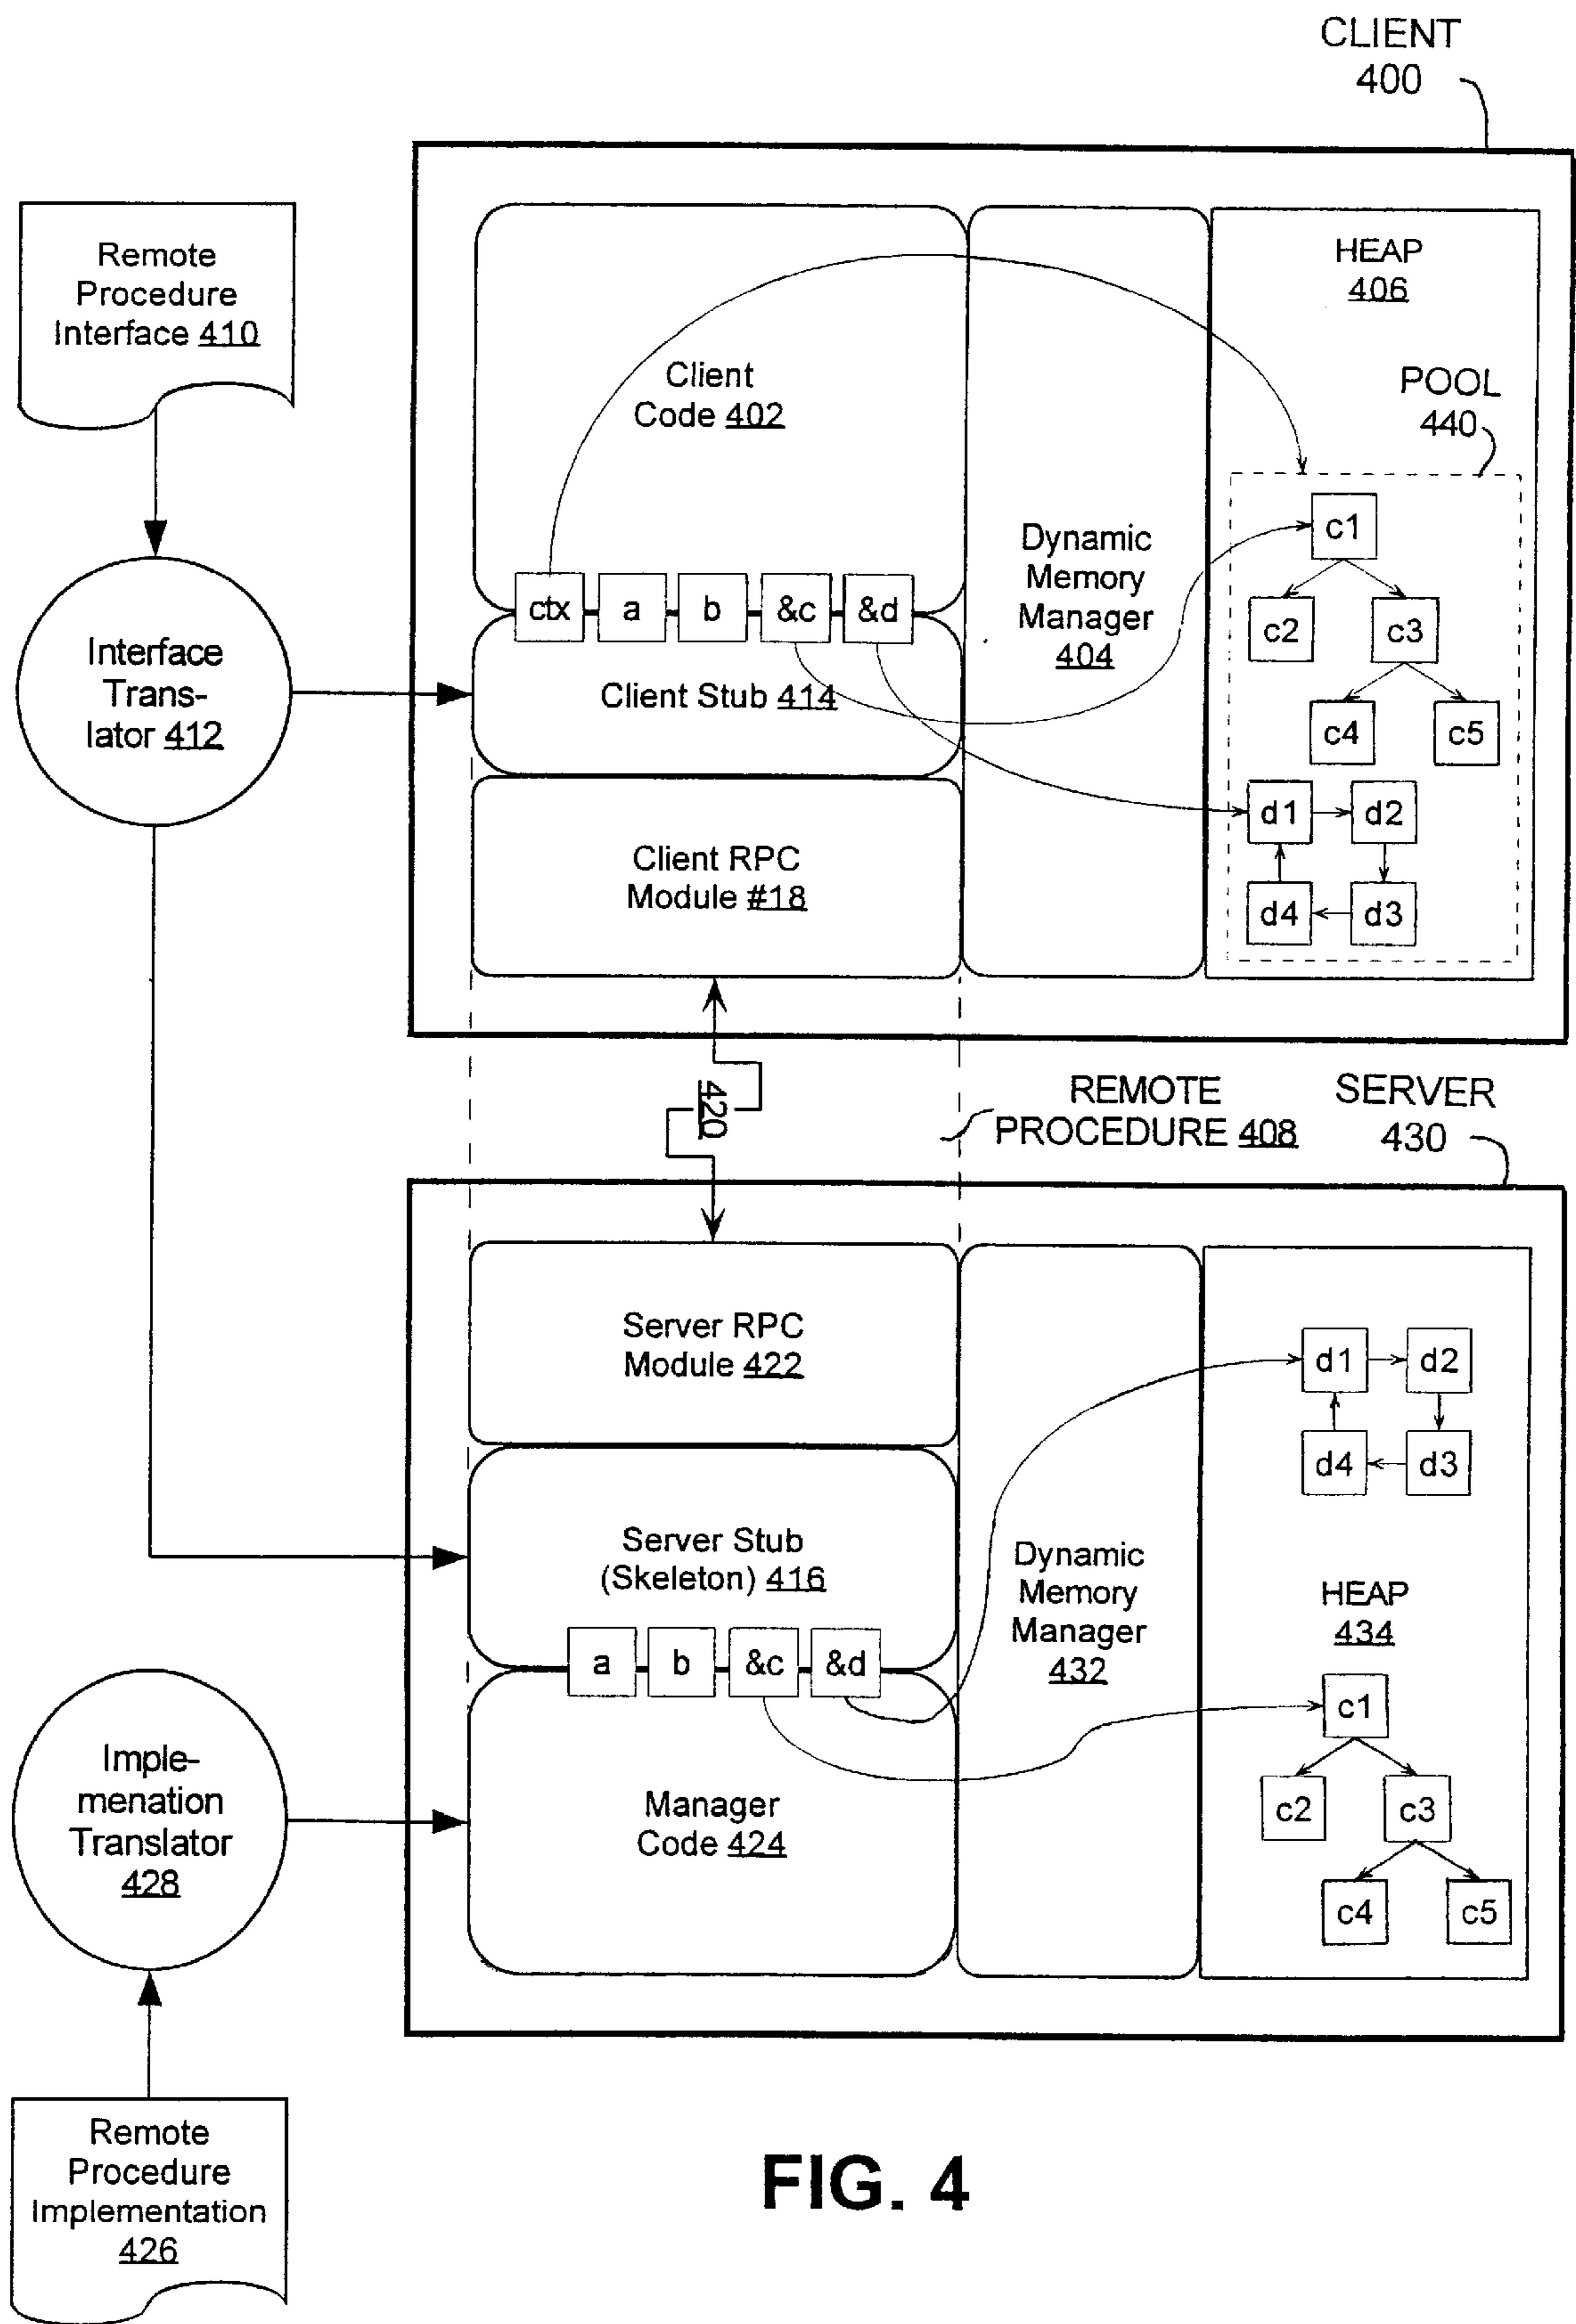 CLIENT
400
Remote
Procedure
Interface 410
HEAP
406
Client
Code 402
POOL
440
c1
Dynamic
Memory
Manager
404
ctx
a
b
&c
&d
c2
c3
Interface
Trans-
lator 412
Client Stub 414
c4
c5
d1
d2
Client RPC
Module #18
d4
d3
420
REMOTE
PROCEDURE 408
SERVER
430
Server RPC
Module 422
d1
d2
d4
d3
Server Stub
(Skeleton) 416
Dynamic
Memory
Manager
432
HEAP
434
a
b
&c
&d
c1
Imple-
menation
Translator
428
Manager
Code 424
c2
c3
c4
c5
Remote
Procedure
Implementation
426
FIG. 4